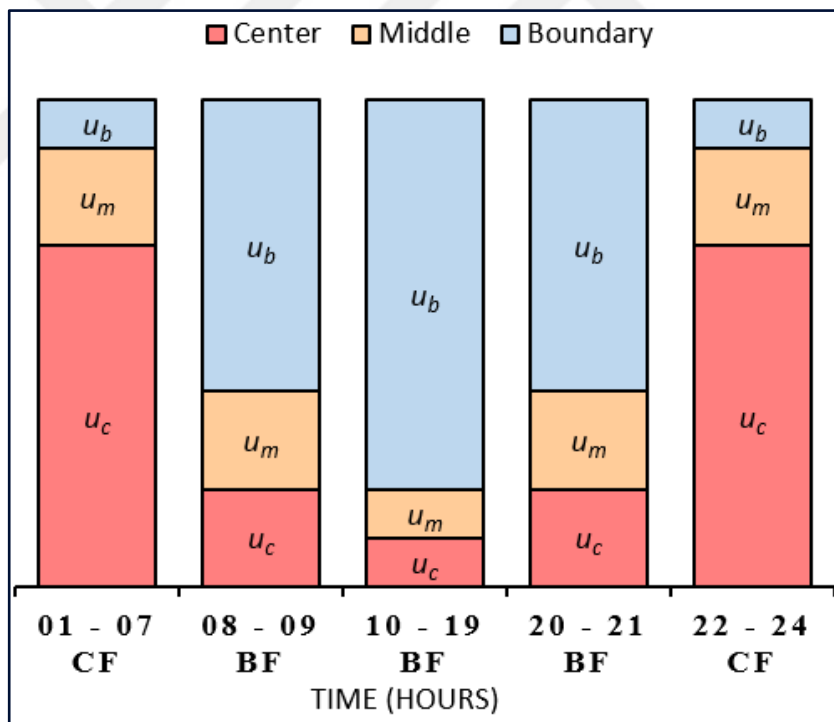 Center Middle Boundary
u_b u_b u_b u_b u_b
u_m u_m u_m u_m u_m
u_c u_c u_c u_c u_c
01 - 07 08 - 09 10 - 19 20 - 21 22 - 24
CF BF BF BF CF
TIME (HOURS)